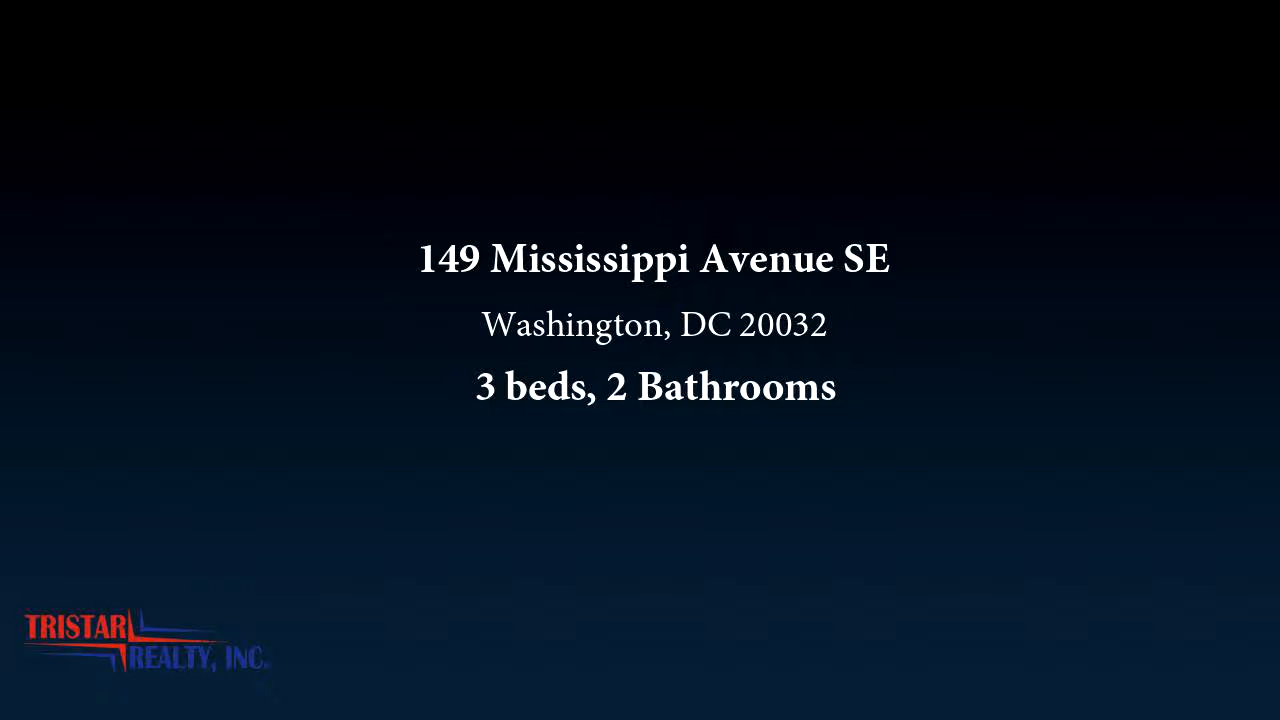 149 Mississippi Avenue SE
Washington, DC 20032
3 beds, 2 Bathrooms
TRISTAR
REALTY, INC.